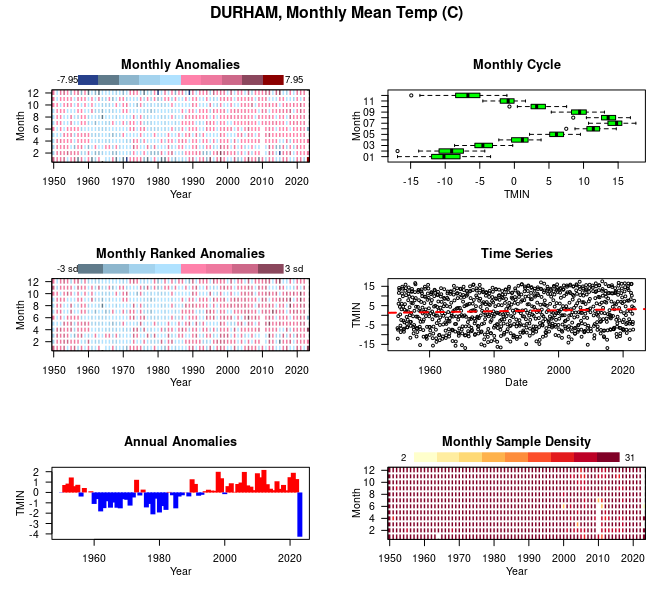 DURHAM, Monthly Mean Temp (C)
Monthly Anomalies
-7.95 7.95
Month
12
10
8
6
4
2
1950 1960 1970 1980 1990 2000 2010 2020
Year
Monthly Cycle
Month
11
09
07
05
03
01
-15 -10 -5 0 5 10 15
TMIN
Monthly Ranked Anomalies
-3 sd 3 sd
Month
12
10
8
6
4
2
1950 1960 1970 1980 1990 2000 2010 2020
Year
Time Series
TMIN
15
5
-5
-15
1960 1980 2000 2020
Date
Annual Anomalies
TMIN
2
1
0
-1
-2
-3
-4
1960 1980 2000 2020
Year
Monthly Sample Density
2 31
Month
12
10
8
6
4
2
1950 1960 1970 1980 1990 2000 2010 2020
Year